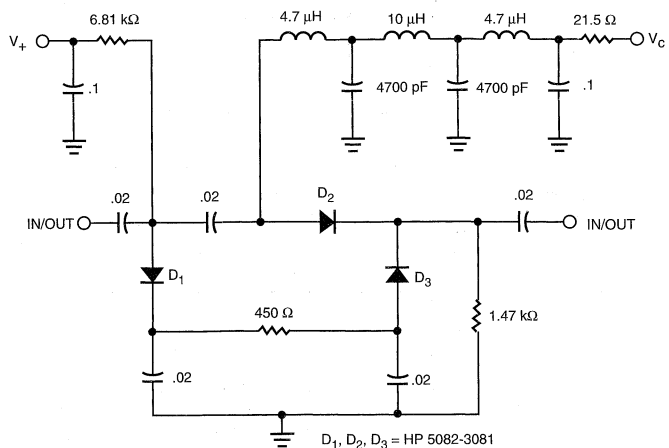 4.7 μH
10 μH
4.7 μH
21.5 Ω
6.81 kΩ
V+
Vc
.1
4700 pF
4700 pF
.1
.02
.02
D2
.02
IN/OUT
IN/OUT
D1
D3
450 Ω
1.47 kΩ
.02
.02
D1, D2, D3 = HP 5082-3081